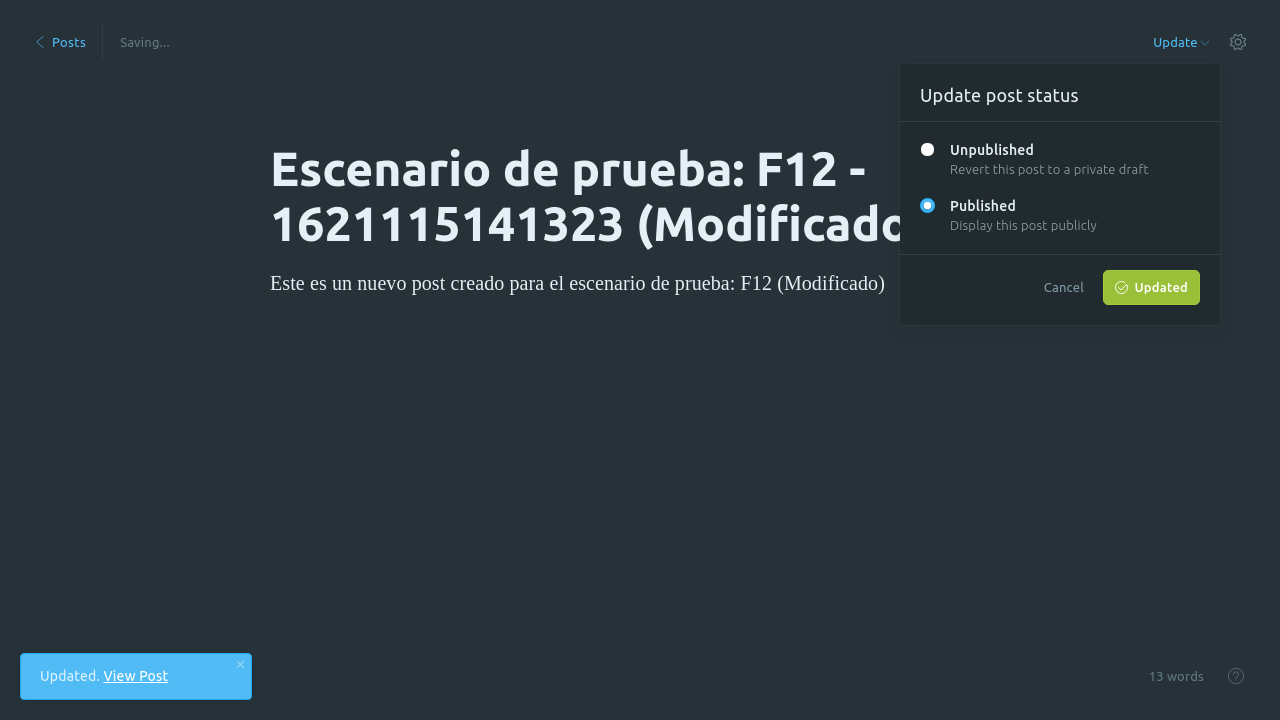 Posts
Saving...
Update
Update post status
Unpublished
Revert this post to a private draft
Published
Display this post publicly
Cancel
Updated
Escenario de prueba: F12 -
1621115141323 (Modificado
Este es un nuevo post creado para el escenario de prueba: F12 (Modificado)
Updated. View Post
13 words